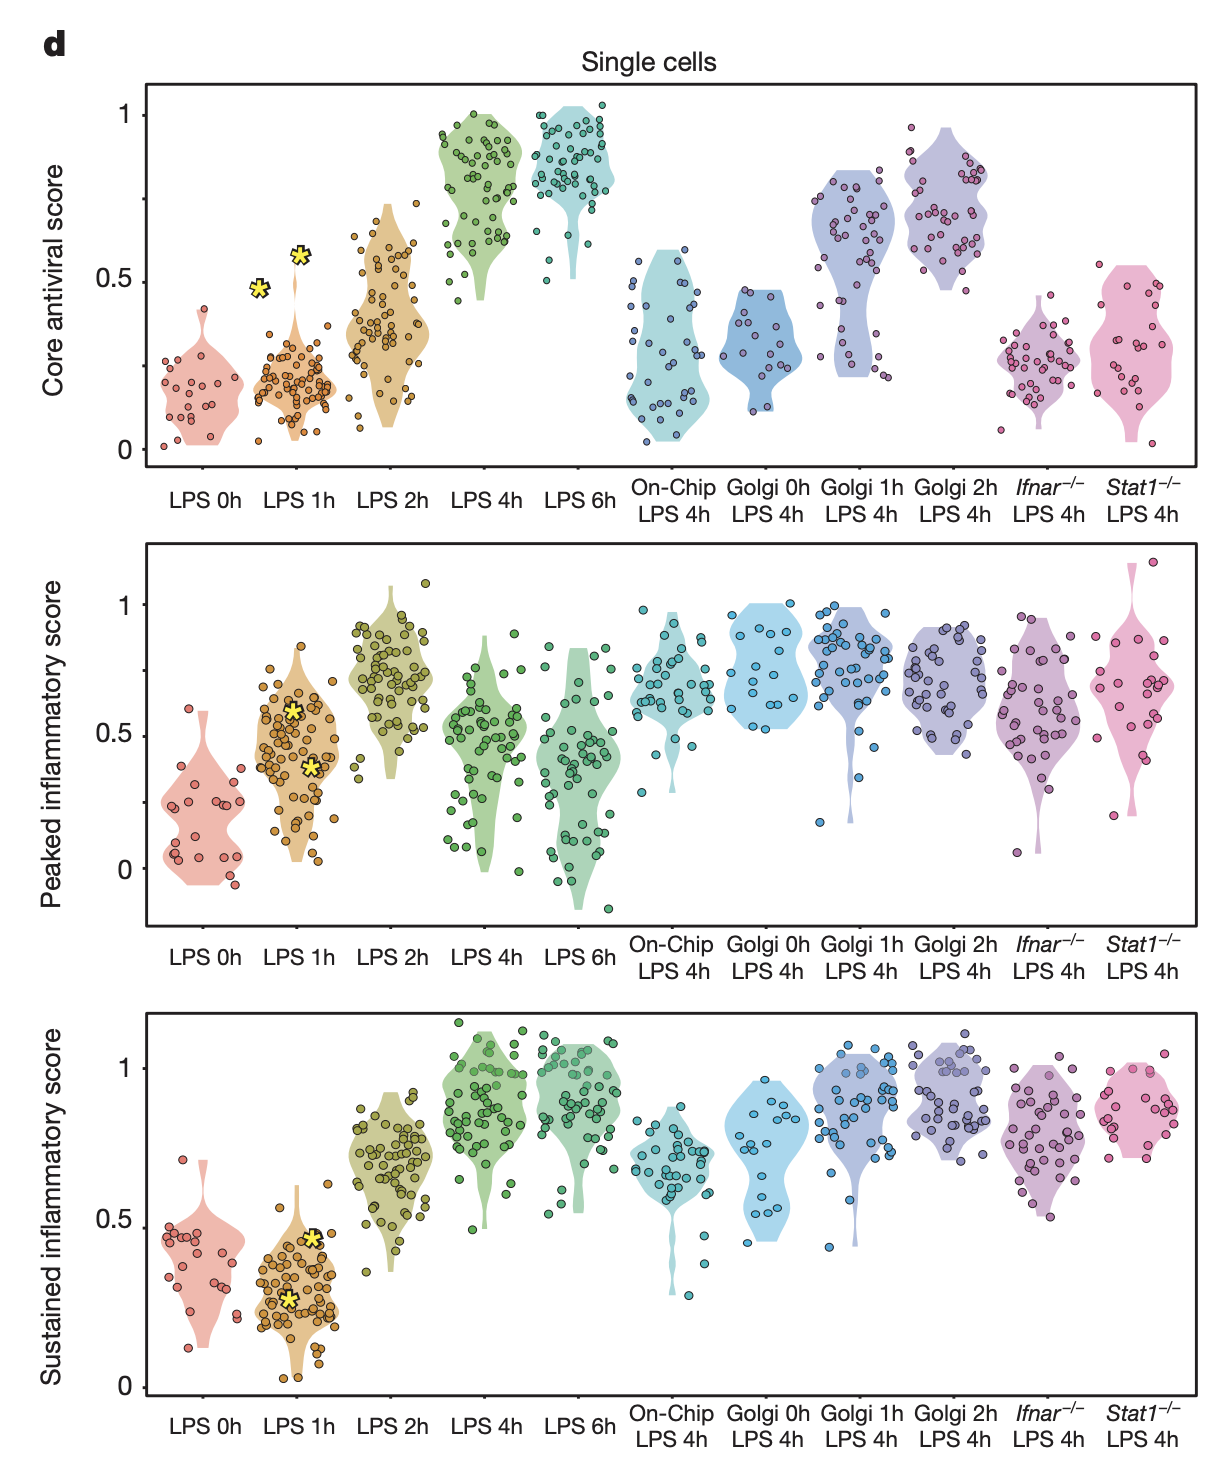 d
Single cells
Core antiviral score
1
0.5
0
LPS 0h LPS 1h LPS 2h LPS 4h LPS 6h On-Chip LPS 4h Golgi 0h LPS 4h Golgi 1h LPS 4h Golgi 2h LPS 4h Ifnar–/– LPS 4h Stat1–/– LPS 4h
Peaked inflammatory score
1
0.5
0
LPS 0h LPS 1h LPS 2h LPS 4h LPS 6h On-Chip LPS 4h Golgi 0h LPS 4h Golgi 1h LPS 4h Golgi 2h LPS 4h Ifnar–/– LPS 4h Stat1–/– LPS 4h
Sustained inflammatory score
1
0.5
0
LPS 0h LPS 1h LPS 2h LPS 4h LPS 6h On-Chip LPS 4h Golgi 0h LPS 4h Golgi 1h LPS 4h Golgi 2h LPS 4h Ifnar–/– LPS 4h Stat1–/– LPS 4h